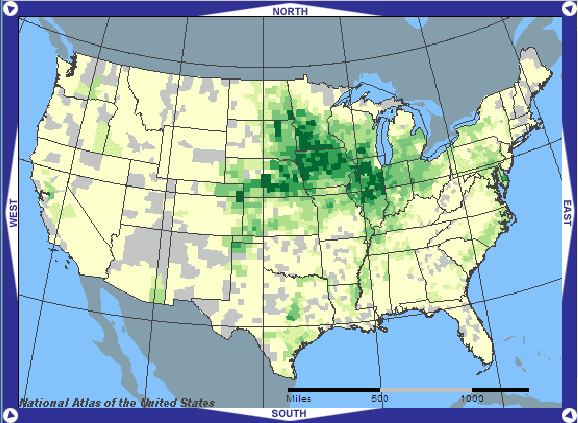 NORTH
WEST
EAST
Miles 500 1000
National Atlas of the United States
SOUTH